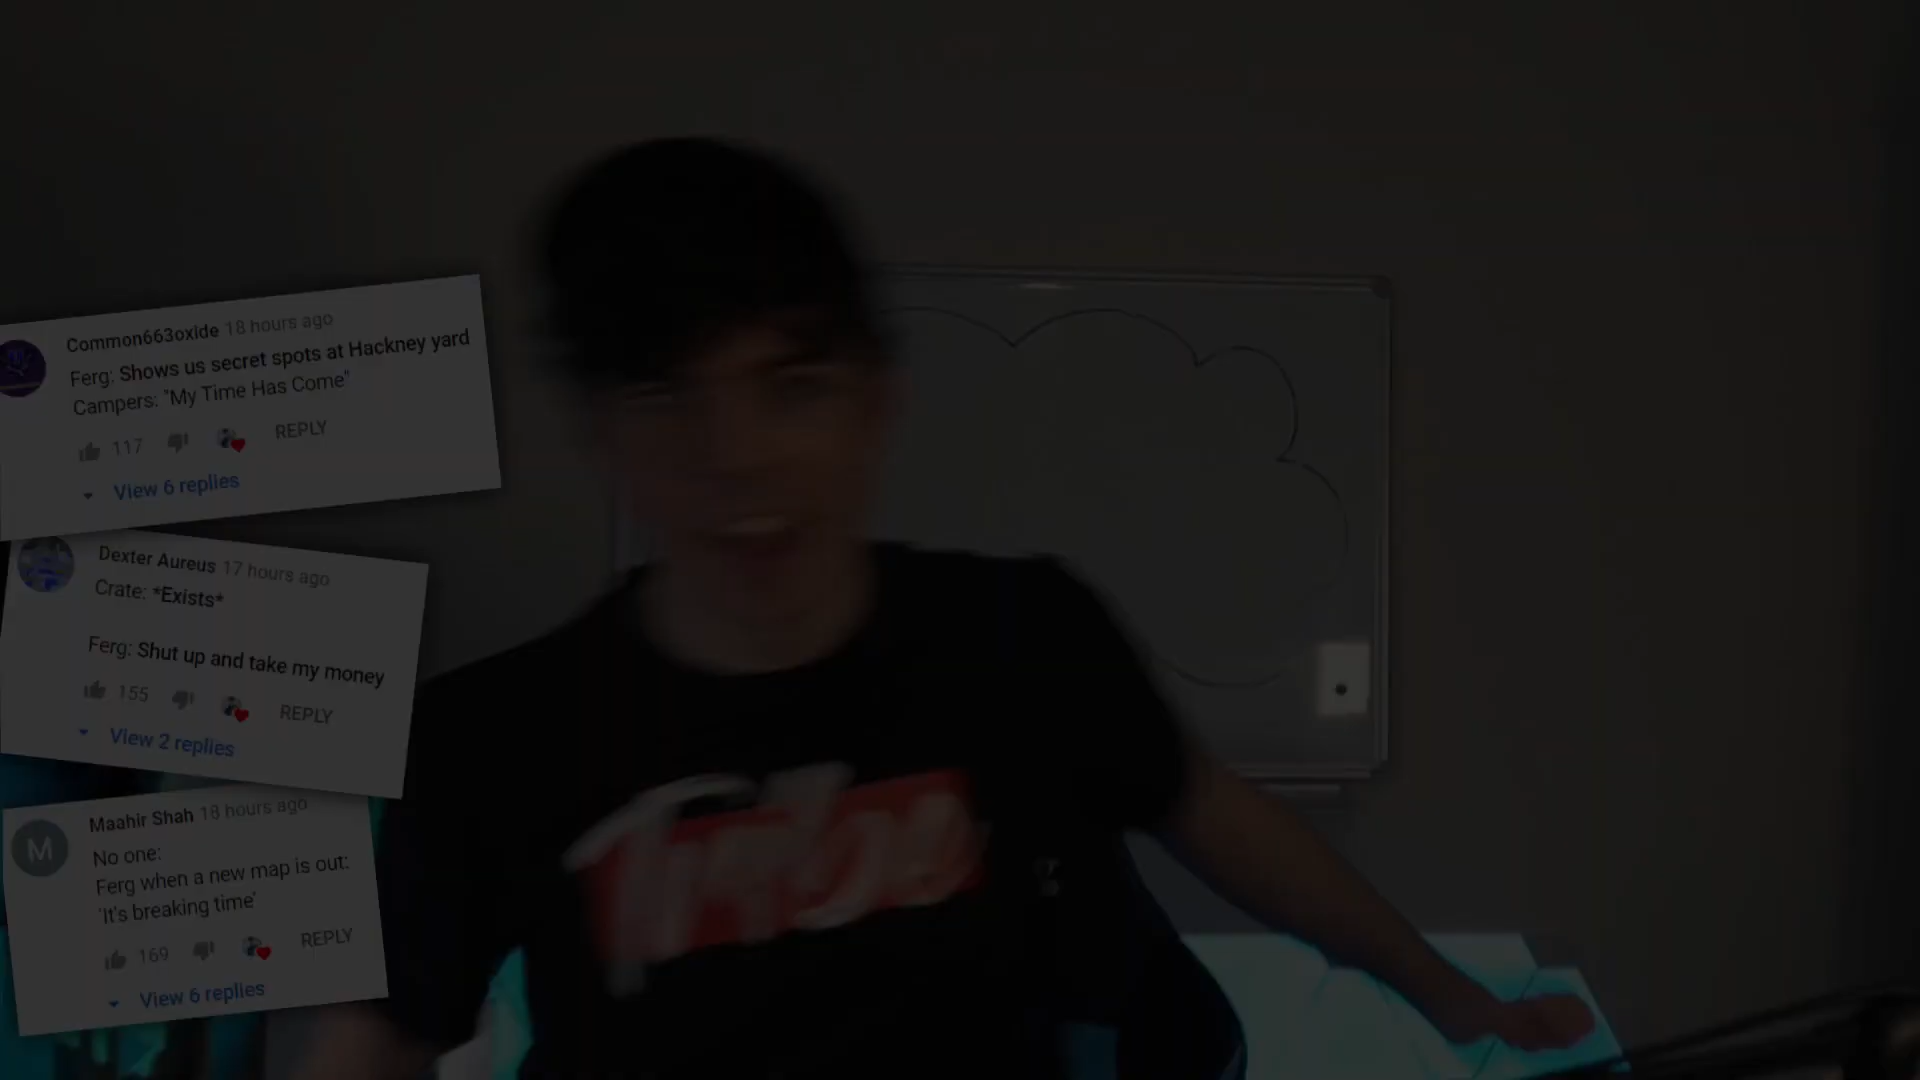 Common663oxide 18 hours ago
Ferg: Shows us secret spots at Hackney yard
Campers: "My Time Has Come"
117 REPLY
View 6 replies
Dexter Aureus 17 hours ago
Crate: *Exists*
Ferg: Shut up and take my money
155 REPLY
View 2 replies
M
Maahir Shah 18 hours ago
No one:
Ferg when a new map is out:
'It's breaking time'
169 REPLY
View 6 replies